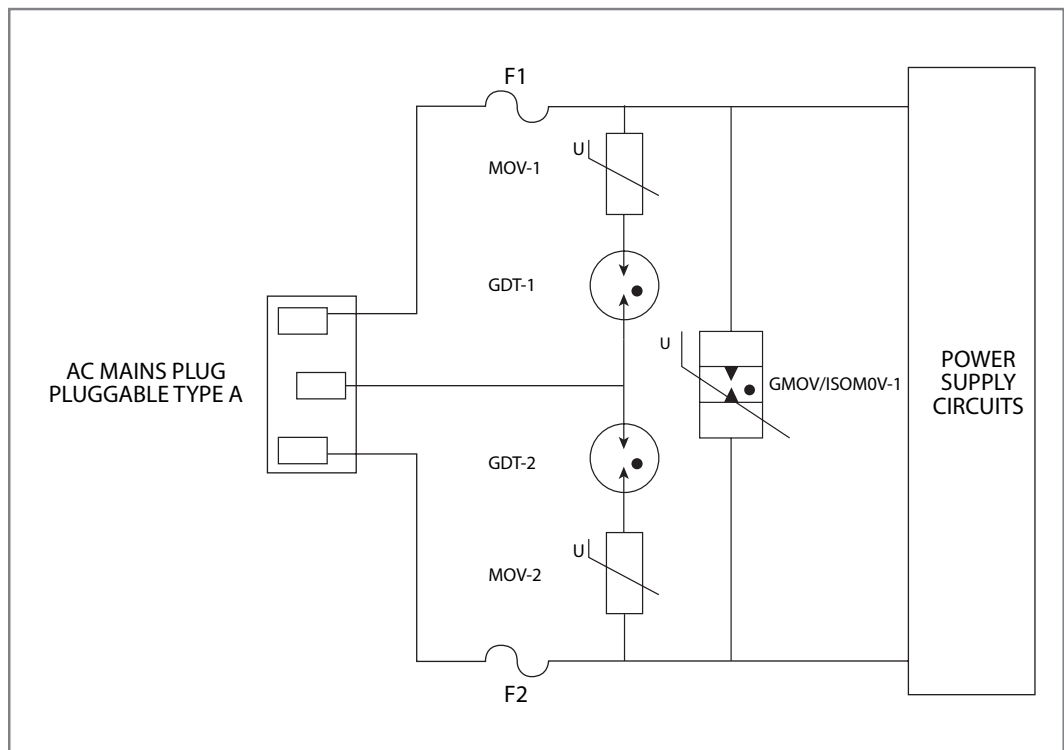 F1
U
MOV-1
GDT-1
AC MAINS PLUG
PLUGGABLE TYPE A
U
GMOV/ISOM0V-1
POWER
SUPPLY
CIRCUITS
GDT-2
U
MOV-2
F2